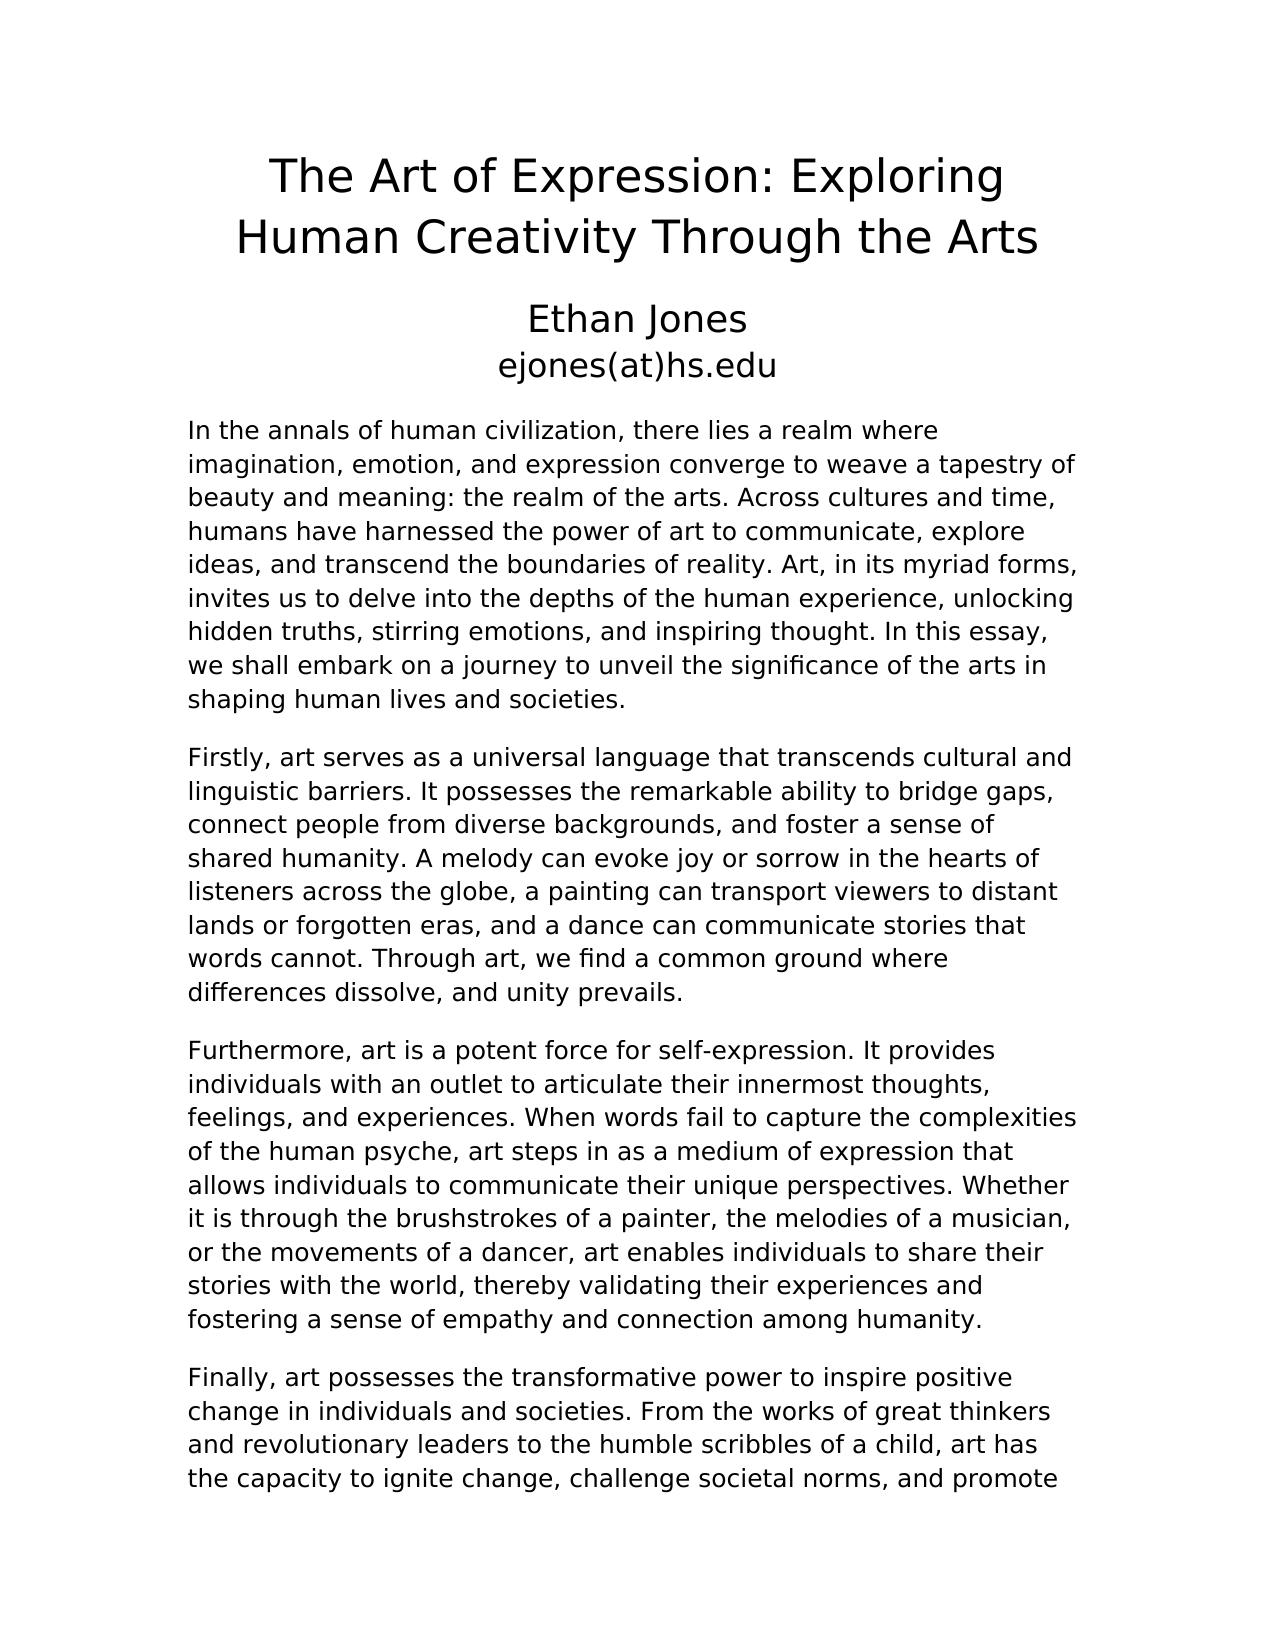 The Art of Expression: Exploring
Human Creativity Through the Arts
Ethan Jones
ejones(at)hs.edu
In the annals of human civilization, there lies a realm where
imagination, emotion, and expression converge to weave a tapestry of
beauty and meaning: the realm of the arts. Across cultures and time,
humans have harnessed the power of art to communicate, explore
ideas, and transcend the boundaries of reality. Art, in its myriad forms,
invites us to delve into the depths of the human experience, unlocking
hidden truths, stirring emotions, and inspiring thought. In this essay,
we shall embark on a journey to unveil the significance of the arts in
shaping human lives and societies.
Firstly, art serves as a universal language that transcends cultural and
linguistic barriers. It possesses the remarkable ability to bridge gaps,
connect people from diverse backgrounds, and foster a sense of
shared humanity. A melody can evoke joy or sorrow in the hearts of
listeners across the globe, a painting can transport viewers to distant
lands or forgotten eras, and a dance can communicate stories that
words cannot. Through art, we find a common ground where
differences dissolve, and unity prevails.
Furthermore, art is a potent force for self-expression. It provides
individuals with an outlet to articulate their innermost thoughts,
feelings, and experiences. When words fail to capture the complexities
of the human psyche, art steps in as a medium of expression that
allows individuals to communicate their unique perspectives. Whether
it is through the brushstrokes of a painter, the melodies of a musician,
or the movements of a dancer, art enables individuals to share their
stories with the world, thereby validating their experiences and
fostering a sense of empathy and connection among humanity.
Finally, art possesses the transformative power to inspire positive
change in individuals and societies. From the works of great thinkers
and revolutionary leaders to the humble scribbles of a child, art has
the capacity to ignite change, challenge societal norms, and promote